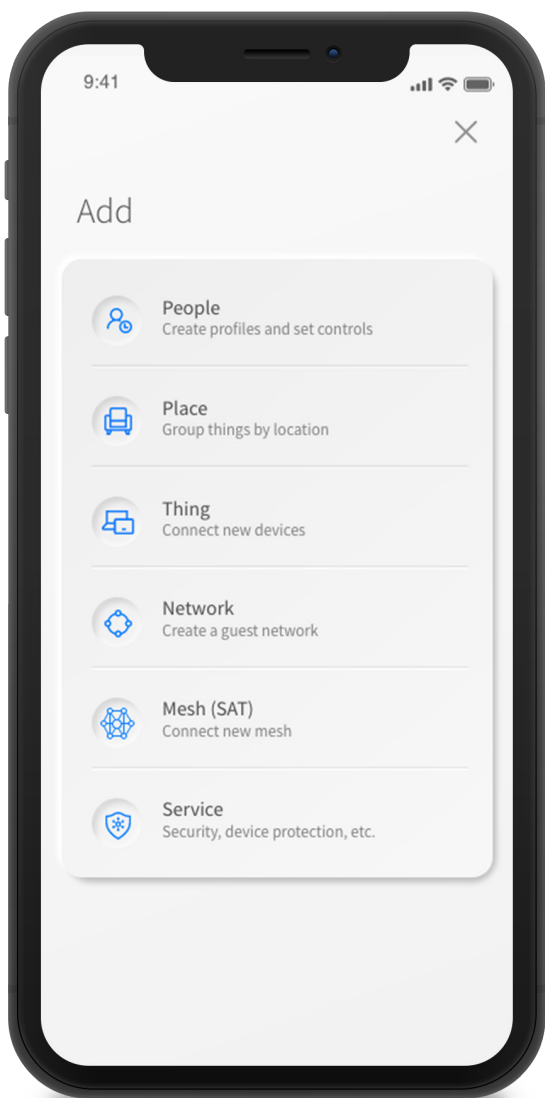 9:41
Add
People
Create profiles and set controls
Place
Group things by location
Thing
Connect new devices
Network
Create a guest network
Mesh (SAT)
Connect new mesh
Service
Security, device protection, etc.